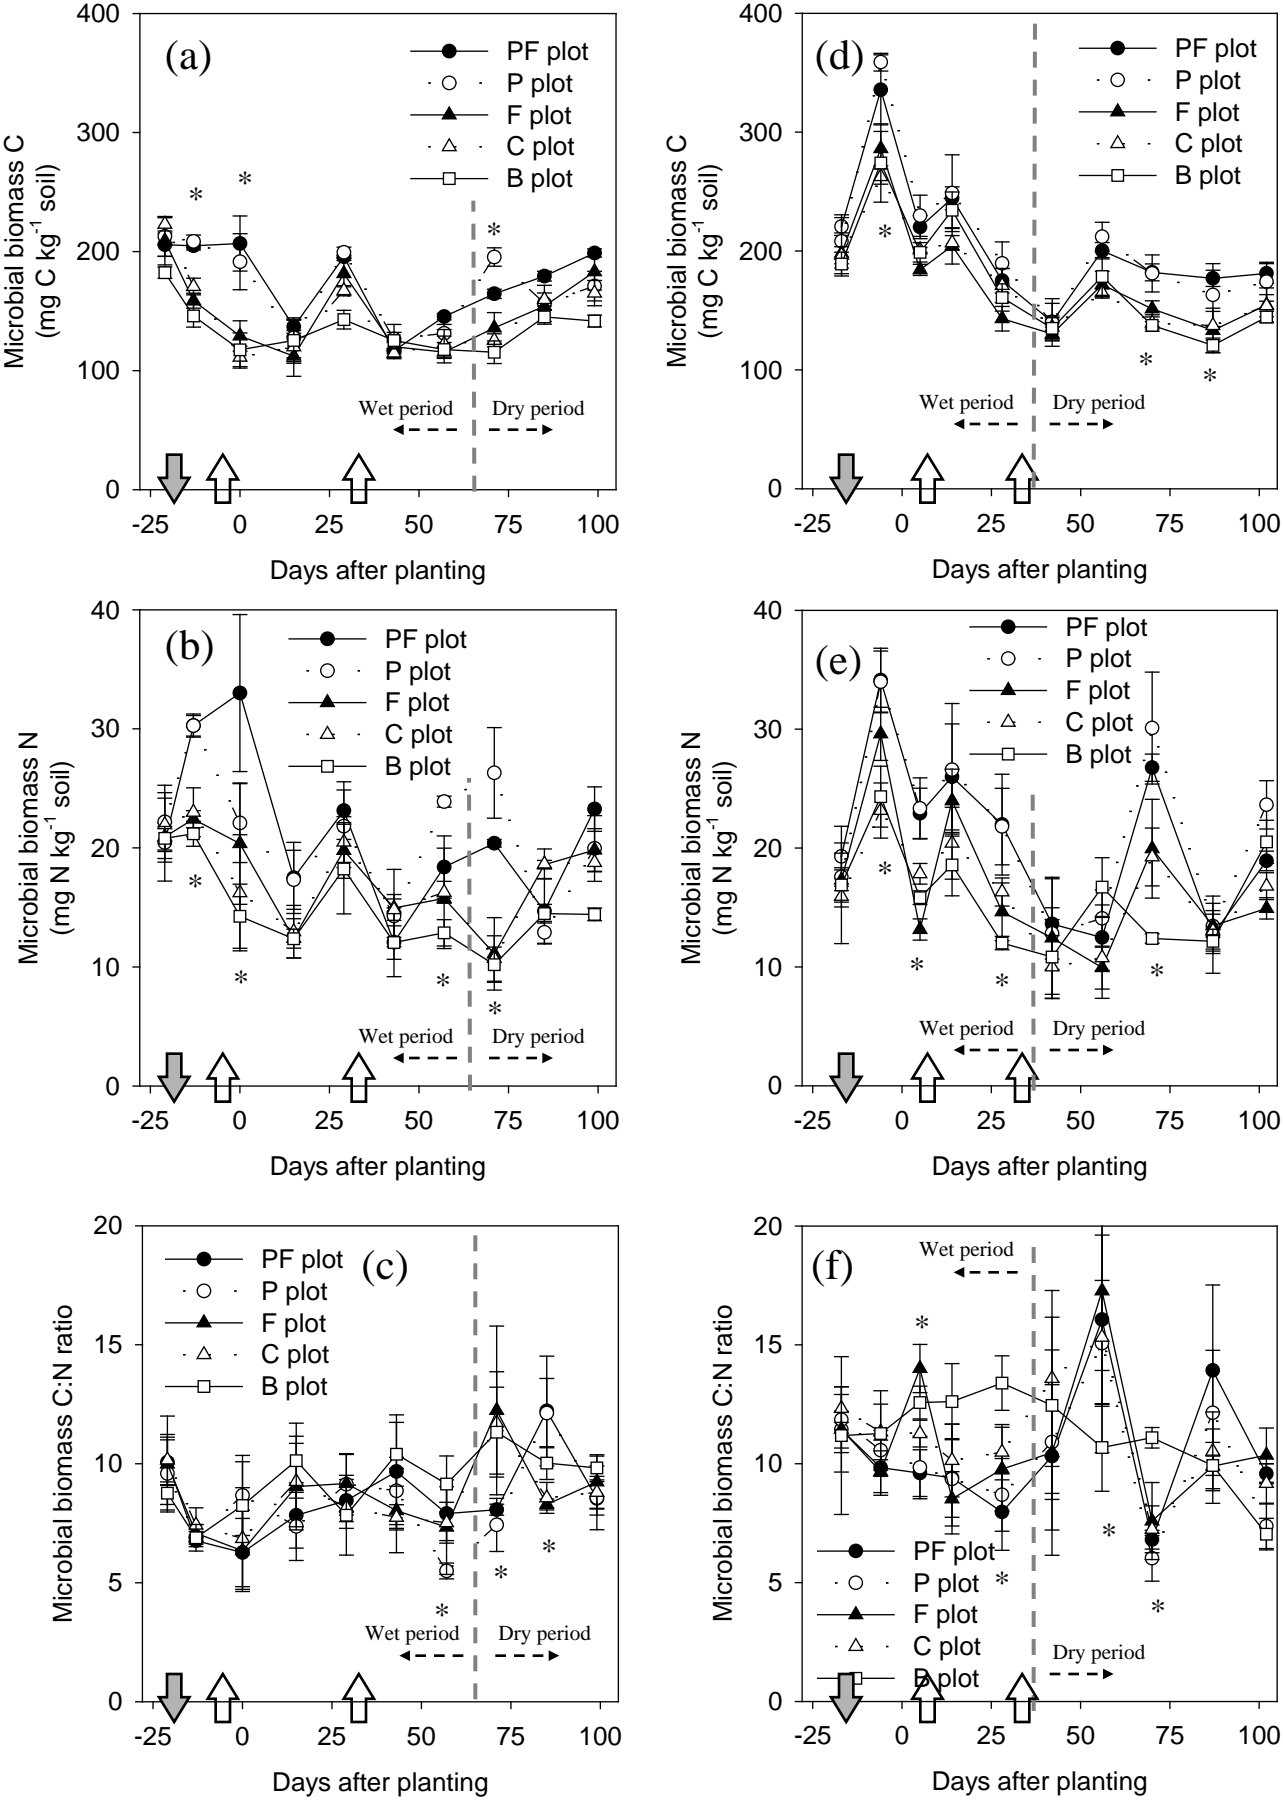 400
300
200
100
0
Microbial biomass C
(mg C kg⁻¹ soil)
(a)
PF plot
P plot
F plot
C plot
B plot
*
*
*
Wet period
Dry period
-25 0 25 50 75 100
Days after planting
400
300
200
100
0
Microbial biomass C
(mg C kg⁻¹ soil)
(d)
PF plot
P plot
F plot
C plot
B plot
*
*
*
Wet period
Dry period
-25 0 25 50 75 100
Days after planting
40
30
20
10
0
Microbial biomass N
(mg N kg⁻¹ soil)
(b)
PF plot
P plot
F plot
C plot
B plot
*
*
*
*
Wet period
Dry period
-25 0 25 50 75 100
Days after planting
40
30
20
10
0
Microbial biomass N
(mg N kg⁻¹ soil)
(e)
PF plot
P plot
F plot
C plot
B plot
*
*
*
*
Wet period
Dry period
-25 0 25 50 75 100
Days after planting
20
15
10
5
0
Microbial biomass C:N ratio
(c)
PF plot
P plot
F plot
C plot
B plot
*
*
*
Wet period
Dry period
-25 0 25 50 75 100
Days after planting
20
15
10
5
0
Microbial biomass C:N ratio
(f)
Wet period
*
*
*
*
PF plot
P plot
F plot
C plot
B plot
Dry period
-25 0 25 50 75 100
Days after planting